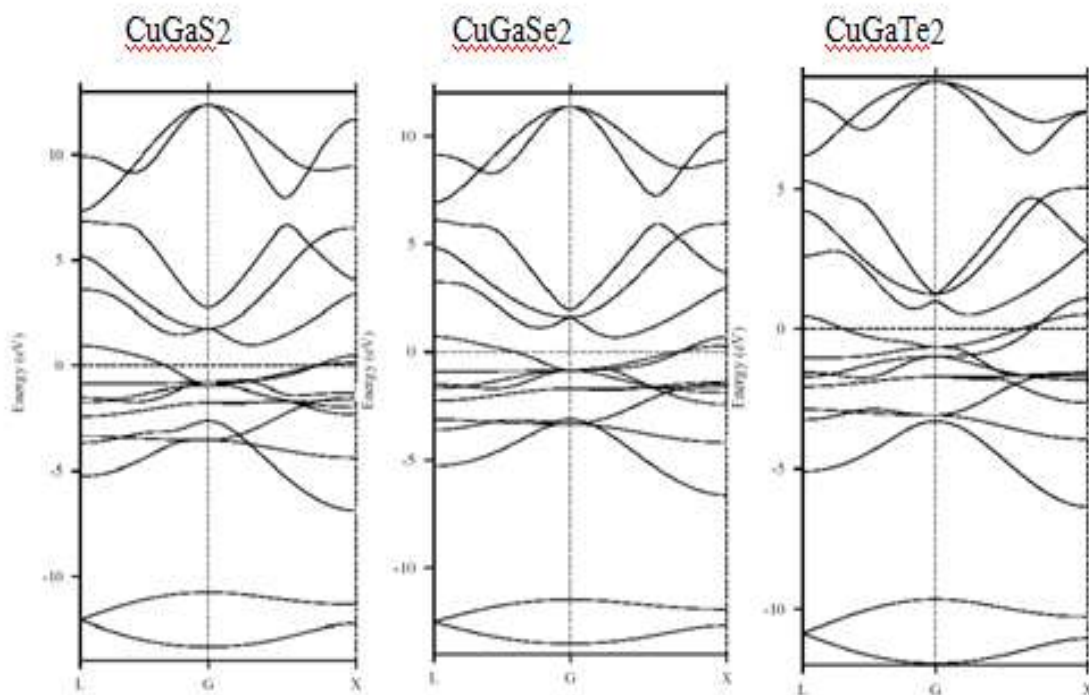 CuGaS2 CuGaSe2 CuGaTe2
10 10
5 5 5
0 0 0
-5 -5 -5
-10 -10 -10
Energy (eV) Energy (eV) Energy (eV)
L G X L G X L G X